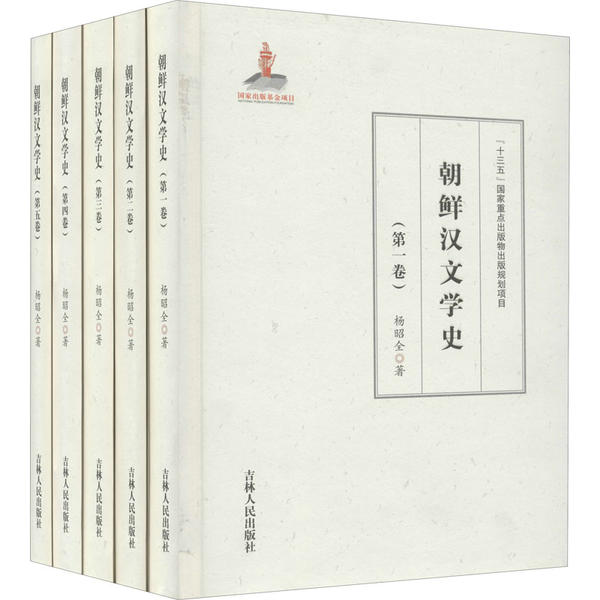 朝鲜汉文学史（第五卷）
杨昭全◎著
吉林人民出版社
朝鲜汉文学史（第四卷）
杨昭全◎著
吉林人民出版社
朝鲜汉文学史（第三卷）
杨昭全◎著
吉林人民出版社
朝鲜汉文学史（第二卷）
杨昭全◎著
吉林人民出版社
朝鲜汉文学史（第一卷）
杨昭全◎著
吉林人民出版社
国家出版基金项目
NATIONAL PUBLICATION FOUNDATION
「十三五」国家重点出版物出版规划项目
朝鲜汉文学史
（第一卷）
杨昭全◎著
吉林人民出版社